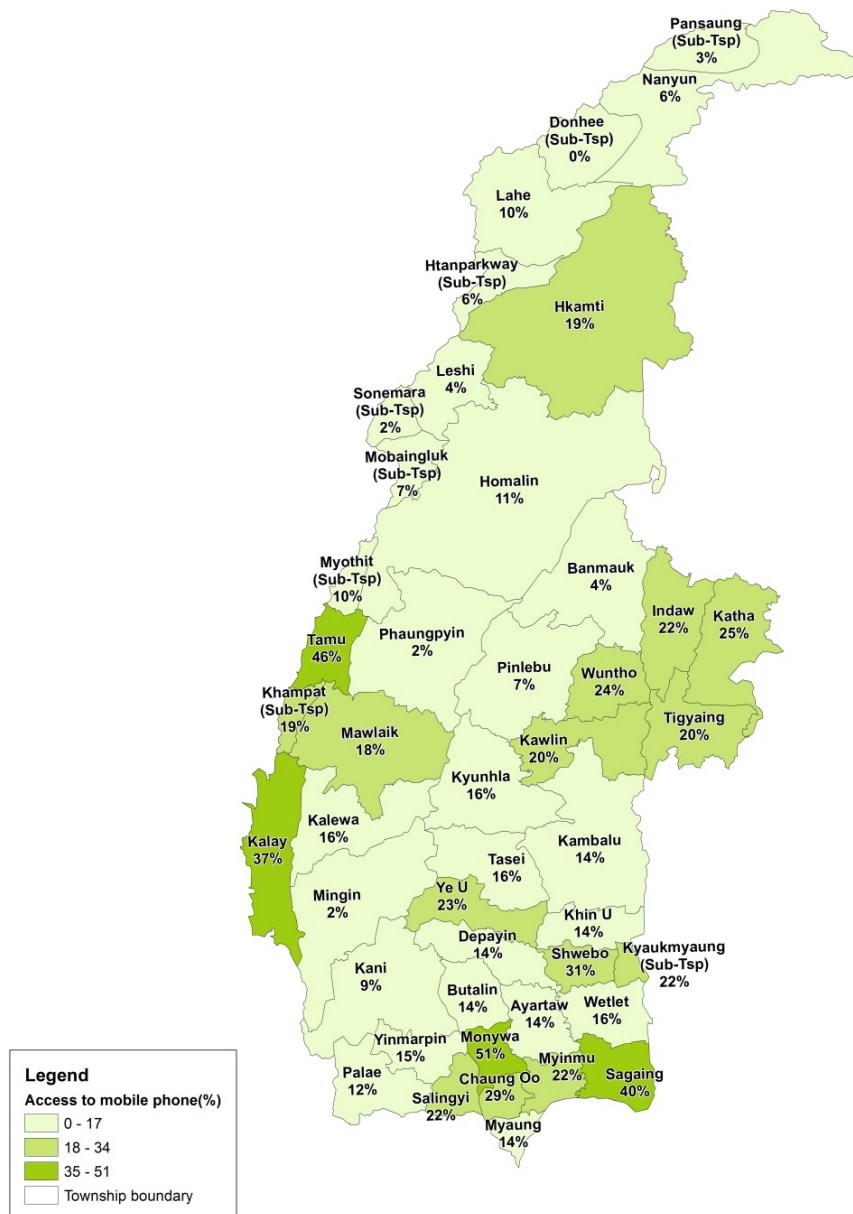 Pansaung
(Sub-Tsp)
3%
Nanyun
6%
Donhee
(Sub-Tsp)
0%
Lahe
10%
Htanparkway
(Sub-Tsp)
6%
Hkamti
19%
Leshi
4%
Sonemara
(Sub-Tsp)
2%
Mobaingluk
(Sub-Tsp)
7%
Homalin
11%
Myothit
(Sub-Tsp)
10%
Banmauk
4%
Indaw
22%
Katha
25%
Tamu
46%
Phaungpyin
2%
Pinlebu
7%
Wuntho
24%
Khampat
(Sub-Tsp)
19%
Mawlaik
18%
Kawlin
20%
Tigyaing
20%
Kyunhla
16%
Kalewa
16%
Kalay
37%
Kambalu
14%
Tasei
16%
Mingin
2%
Ye U
23%
Khin U
14%
Depayin
14%
Shwebo
31%
Kyaukmyaung
(Sub-Tsp)
22%
Kani
9%
Butalin
14%
Ayartaw
14%
Wetlet
16%
Yinmarpin
15%
Monywa
51%
Myinmu
22%
Sagaing
40%
Palae
12%
Chaung Oo
29%
Salingyi
22%
Myaung
14%
Legend
Access to mobile phone(%)
0 - 17
18 - 34
35 - 51
Township boundary